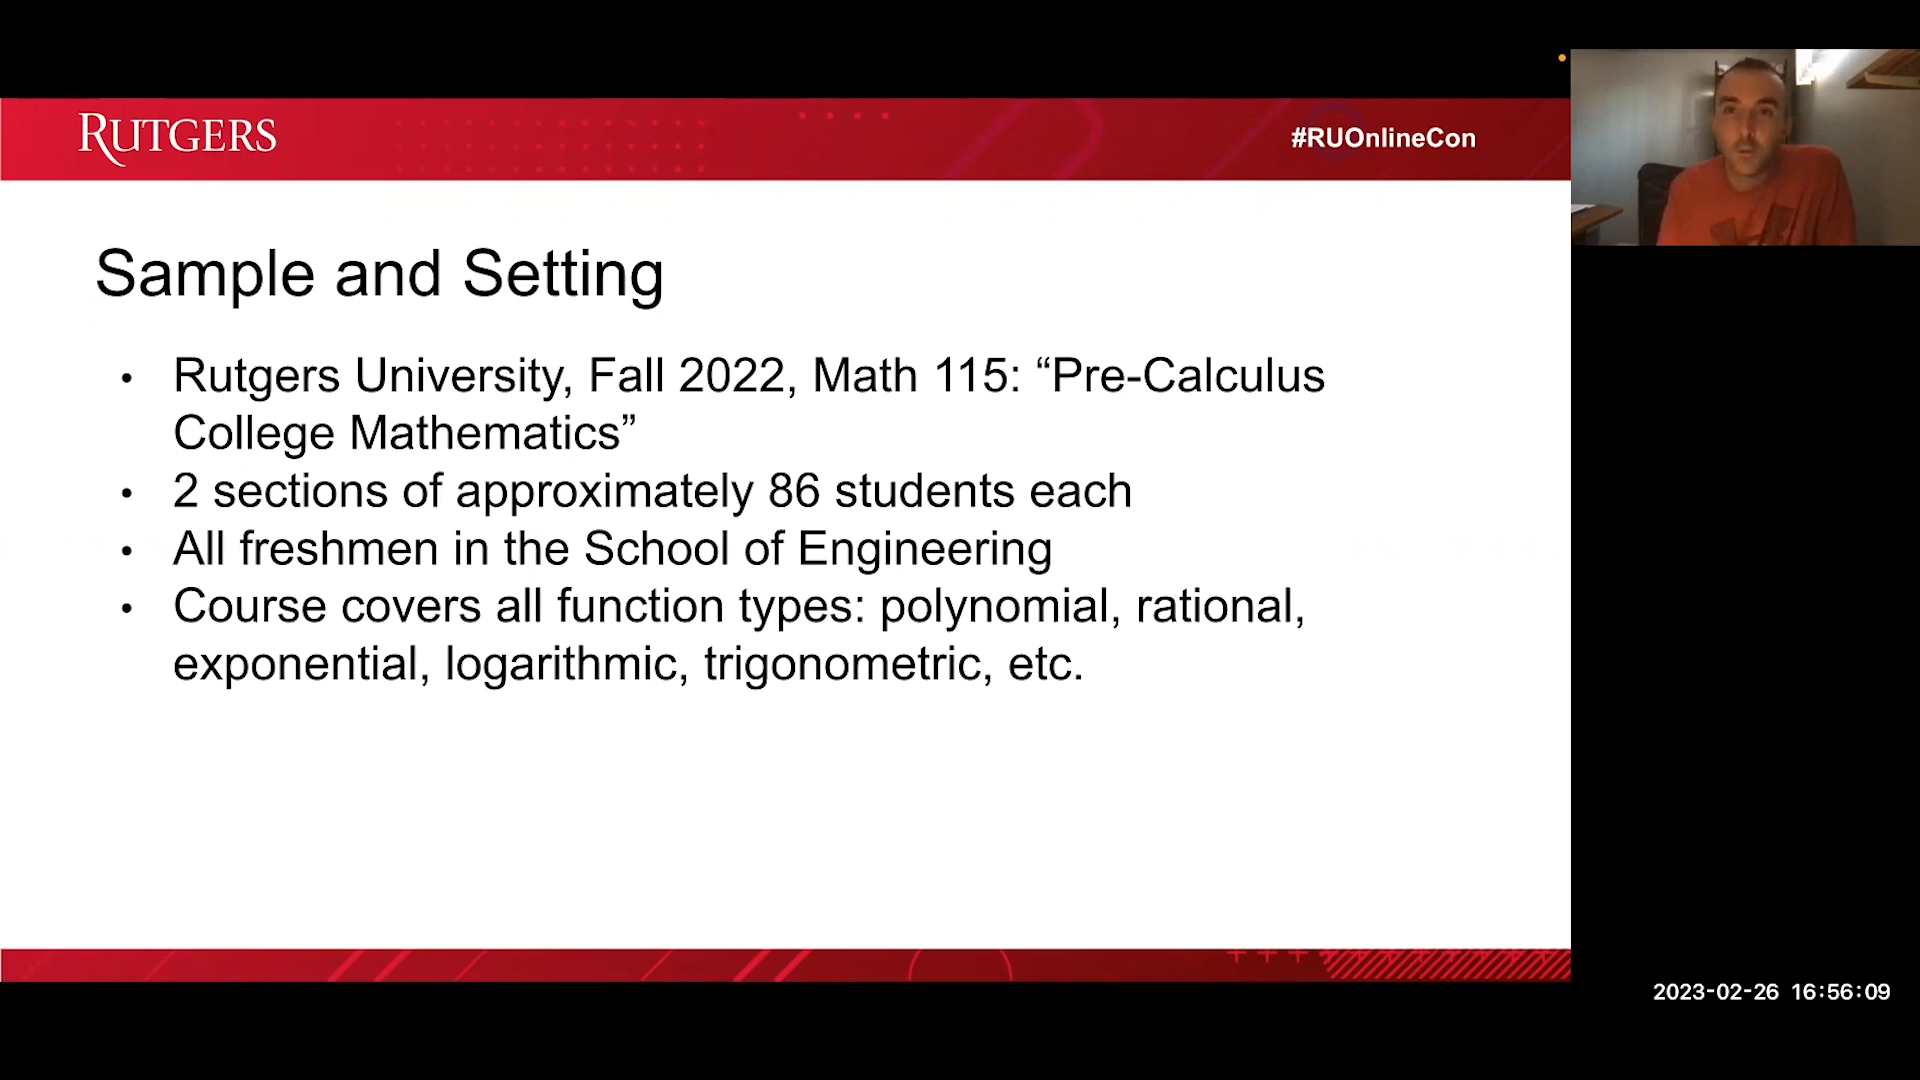 RUTGERS
#RUOnlineCon
Sample and Setting
• Rutgers University, Fall 2022, Math 115: “Pre-Calculus
College Mathematics”
• 2 sections of approximately 86 students each
• All freshmen in the School of Engineering
• Course covers all function types: polynomial, rational,
exponential, logarithmic, trigonometric, etc.
2023-02-26 16:56:09